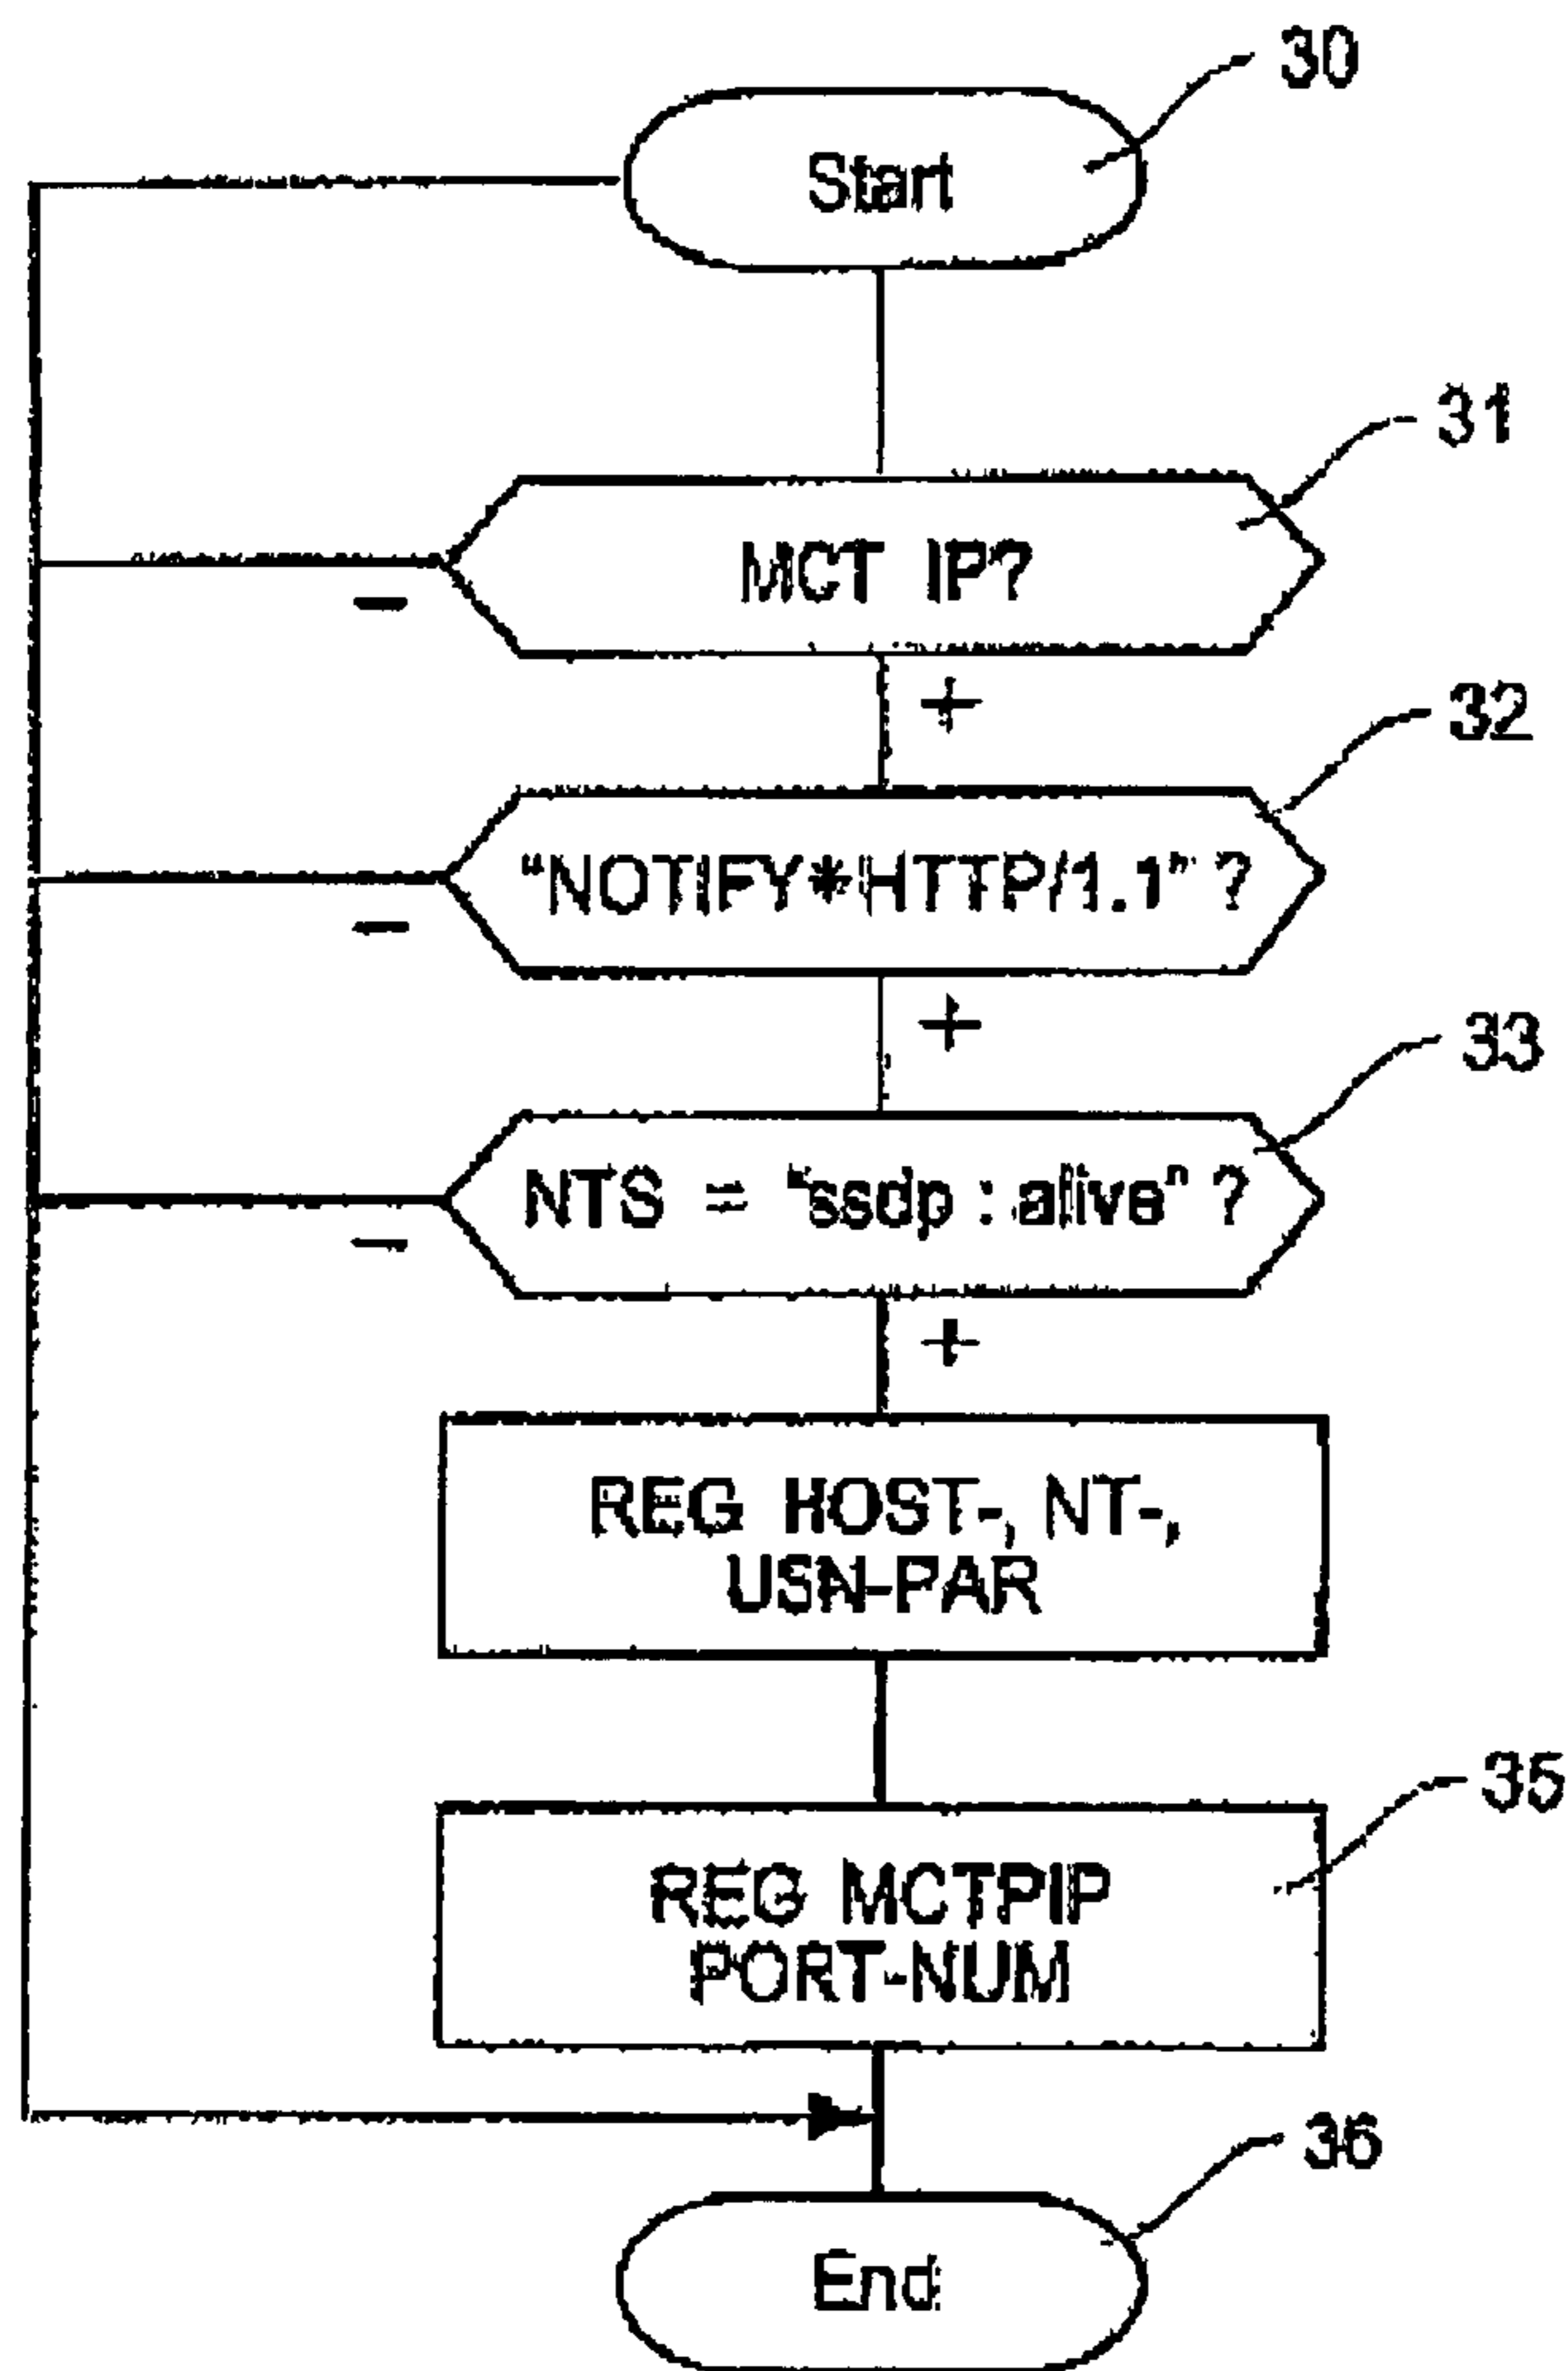 30
Start
31
MCT IP?
–
+
32
“NOTIFY*HTTP/1.1” ?
–
+
33
NTS = “ssdp : alive” ?
–
+
REG HOST-, NT-,
USN-PAR
35
REG MCTPIP
PORT-NUM
36
End